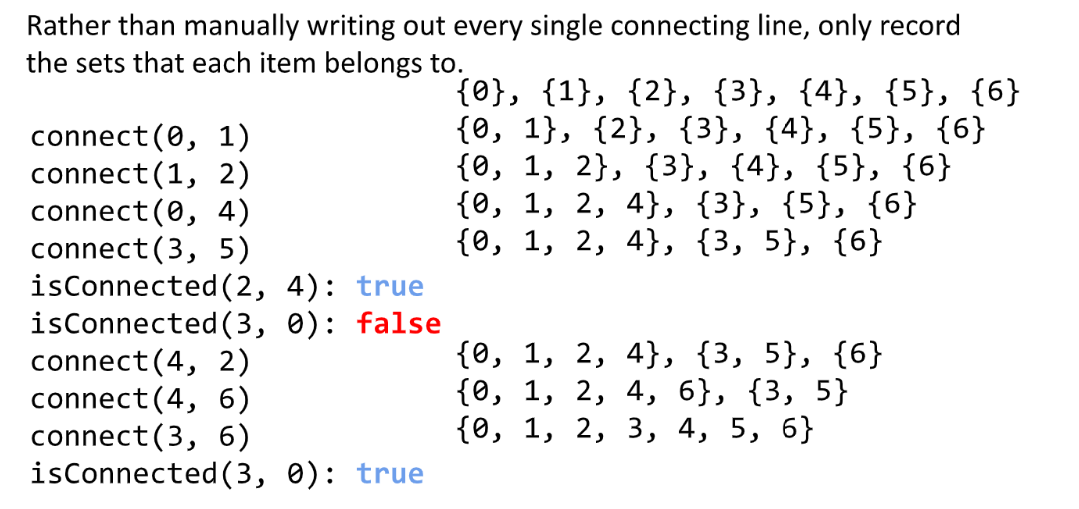 Rather than manually writing out every single connecting line, only record
the sets that each item belongs to.
{0}, {1}, {2}, {3}, {4}, {5}, {6}
connect(0, 1) {0, 1}, {2}, {3}, {4}, {5}, {6}
connect(1, 2) {0, 1, 2}, {3}, {4}, {5}, {6}
connect(0, 4) {0, 1, 2, 4}, {3}, {5}, {6}
connect(3, 5) {0, 1, 2, 4}, {3, 5}, {6}
isConnected(2, 4): true
isConnected(3, 0): false
connect(4, 2) {0, 1, 2, 4}, {3, 5}, {6}
connect(4, 6) {0, 1, 2, 4, 6}, {3, 5}
connect(3, 6) {0, 1, 2, 3, 4, 5, 6}
isConnected(3, 0): true